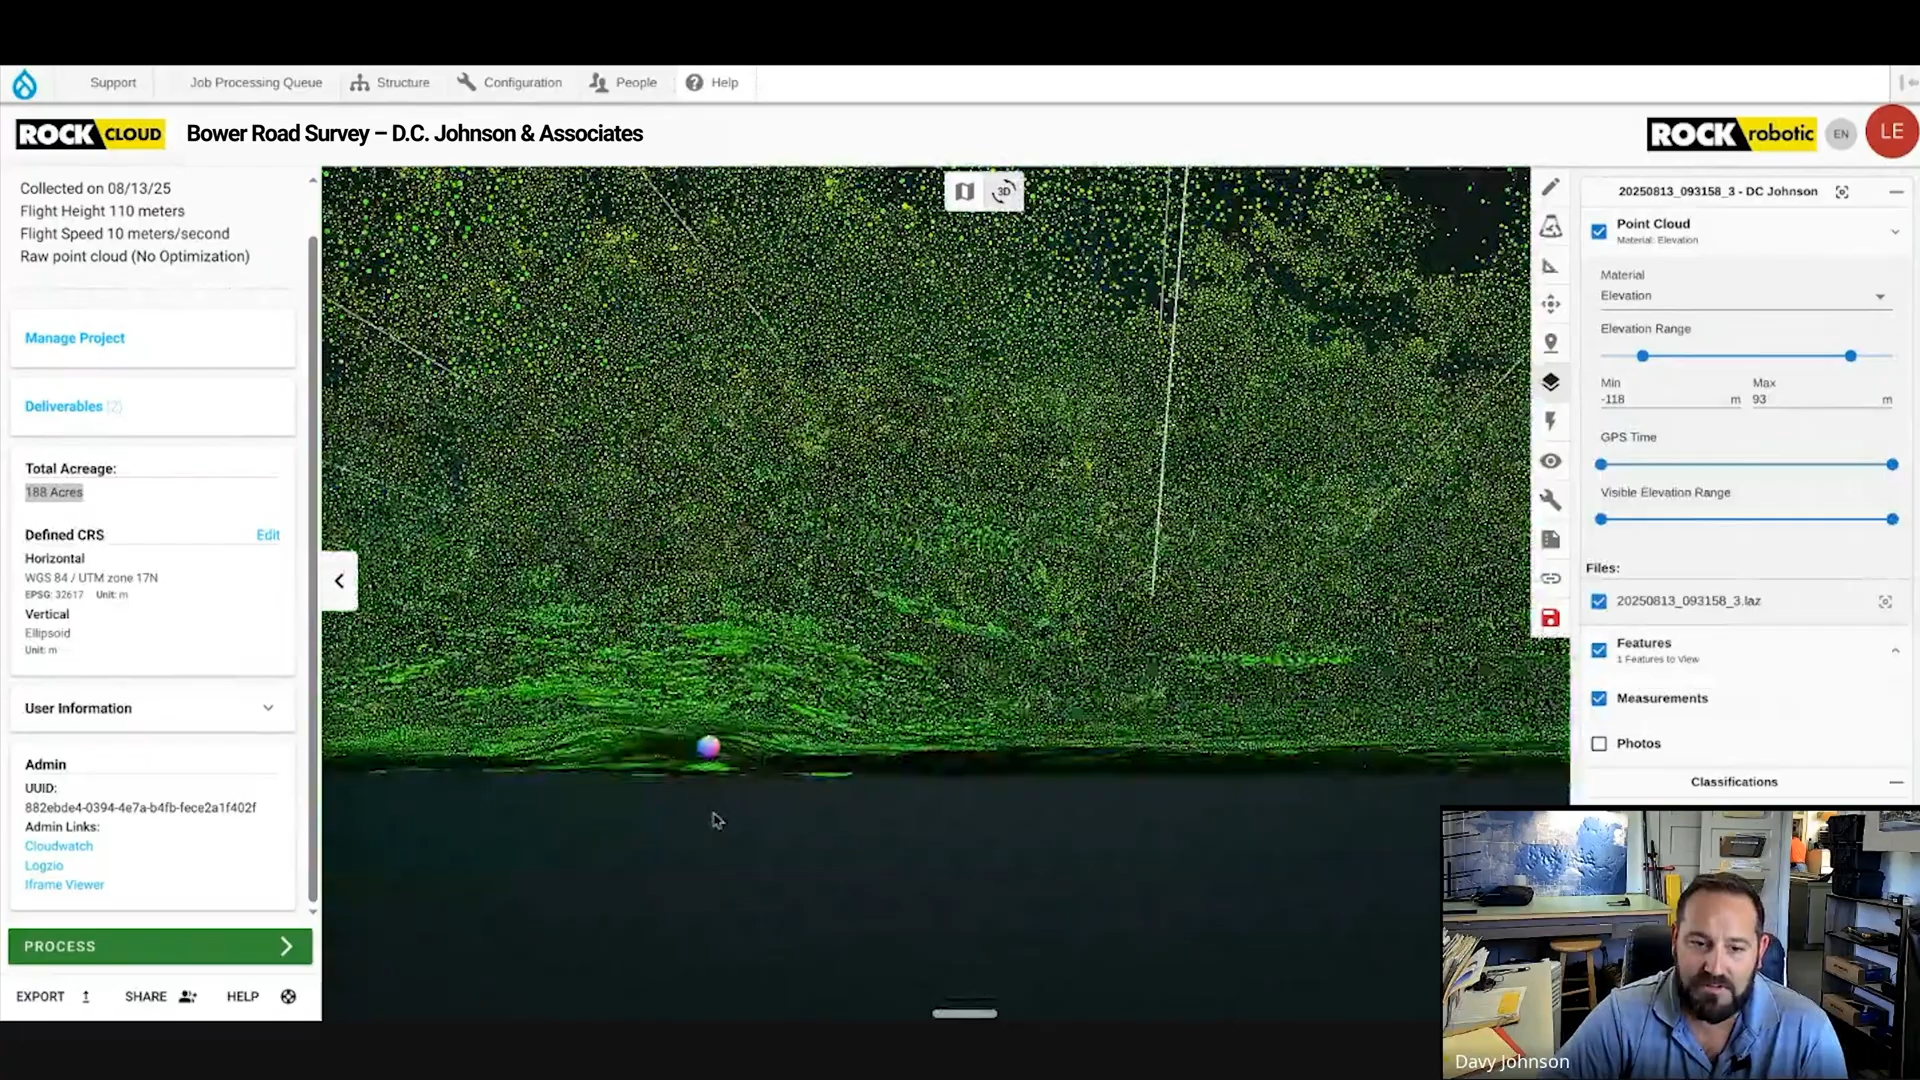 Support
Job Processing Queue
Structure
Configuration
People
Help
ROCK CLOUD
Bower Road Survey – D.C. Johnson & Associates
ROCK robotic
EN
LE
Collected on 08/13/25
Flight Height 110 meters
Flight Speed 10 meters/second
Raw point cloud (No Optimization)
Manage Project
Deliverables (2)
Total Acreage:
188 Acres
Defined CRS
Edit
Horizontal
WGS 84 / UTM zone 17N
EPSG: 32617 Unit: m
Vertical
Ellipsoid
Unit: m
User Information
Admin
UUID:
882ebde4-0394-4e7a-b4fb-fece2a1f402f
Admin Links:
Cloudwatch
Logzio
Iframe Viewer
PROCESS
EXPORT
SHARE
HELP
3D
20250813_093158_3 - DC Johnson
Point Cloud
Material: Elevation
Material
Elevation
Elevation Range
Min
Max
-118 m
93 m
GPS Time
Visible Elevation Range
Files:
20250813_093158_3.laz
Features
1 Features to View
Measurements
Photos
Classifications
Davy Johnson